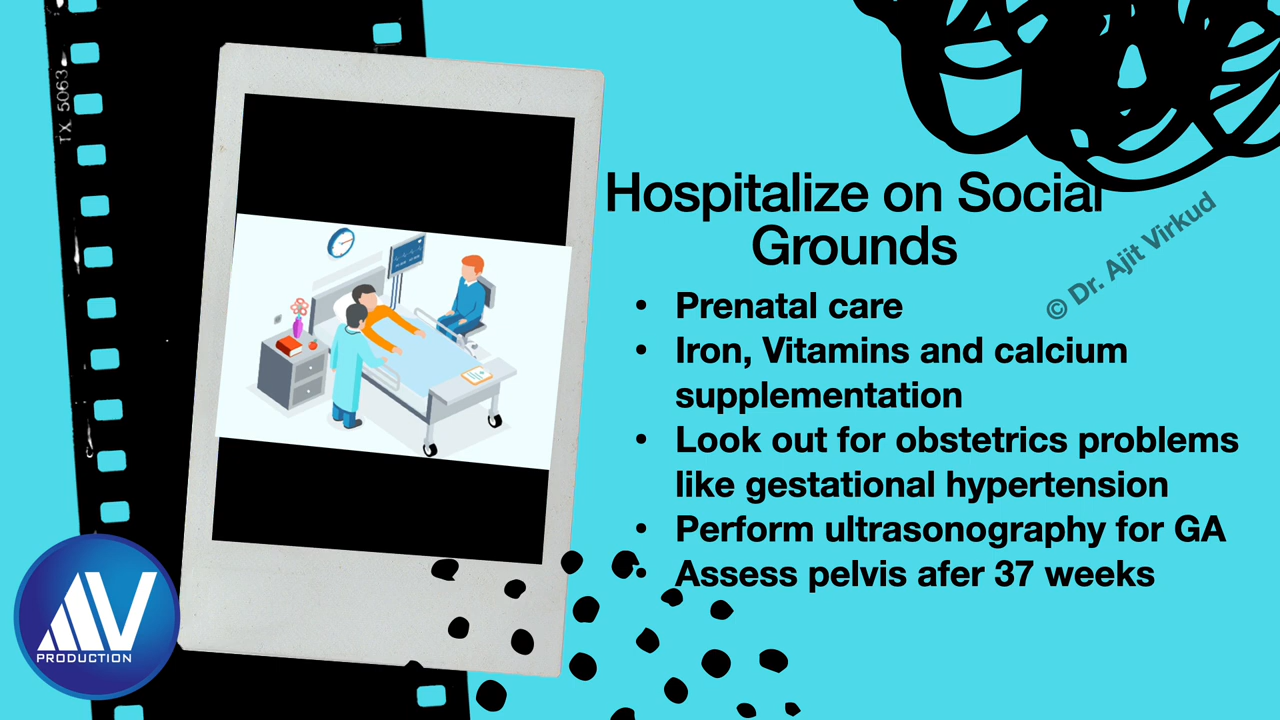 TX 5063
Hospitalize on Social
Grounds
© Dr. Ajit Virkud
• Prenatal care
• Iron, Vitamins and calcium
supplementation
• Look out for obstetrics problems
like gestational hypertension
• Perform ultrasonography for GA
• Assess pelvis afer 37 weeks
AV
PRODUCTION